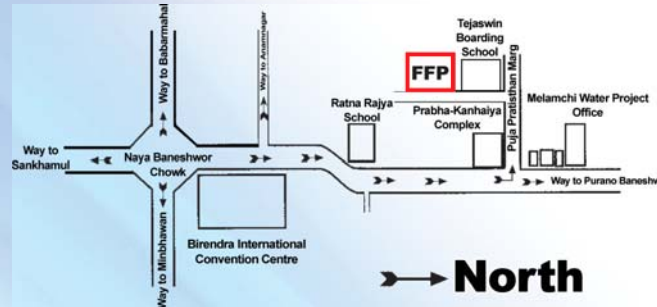 Tejaswin
Boarding
School
FFP
Way to Babarmahal
Way to Anamnagar
Puja Pratisthan Marg
Ratna Rajya
School
Prabha-Kanhaiya
Complex
Melamchi Water Project
Office
Way to
Sankhamul
Naya Baneshwor
Chowk
Way to Purano Baneshw
Way to Minbhawan
Birendra International
Convention Centre
North